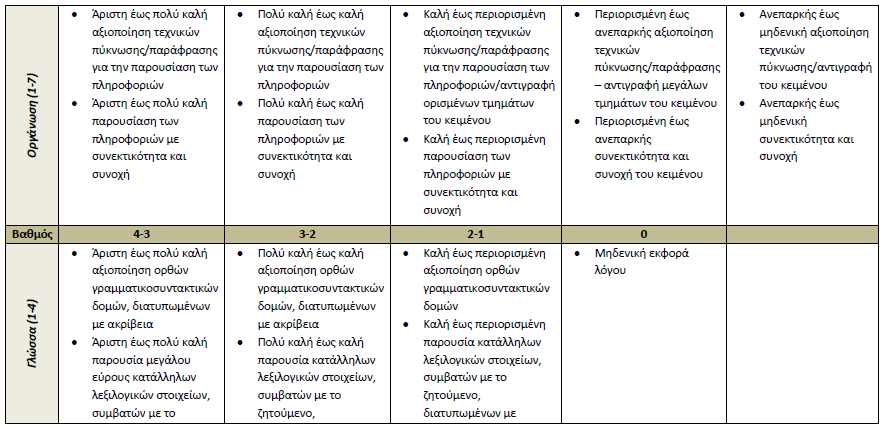 Οργάνωση (1-7)
• Άριστη έως πολύ καλή
αξιοποίηση τεχνικών
πύκνωσης/παράφρασης
για την παρουσίαση των
πληροφοριών
• Άριστη έως πολύ καλή
παρουσίαση των
πληροφοριών με
συνεκτικότητα και
συνοχή
• Πολύ καλή έως καλή
αξιοποίηση τεχνικών
πύκνωσης/παράφρασης
για την παρουσίαση των
πληροφοριών
• Πολύ καλή έως καλή
παρουσίαση των
πληροφοριών με
συνεκτικότητα και
συνοχή
• Καλή έως περιορισμένη
αξιοποίηση τεχνικών
πύκνωσης/παράφρασης
για την παρουσίαση των
πληροφοριών/αντιγραφή
ορισμένων τμημάτων
του κειμένου
• Καλή έως περιορισμένη
παρουσίαση των
πληροφοριών με
συνεκτικότητα και
συνοχή
• Περιορισμένη έως
ανεπαρκής αξιοποίηση
τεχνικών
πύκνωσης/παράφρασης
– αντιγραφή μεγάλων
τμημάτων του κειμένου
• Περιορισμένη έως
ανεπαρκής
συνεκτικότητα και
συνοχή του κειμένου
• Ανεπαρκής έως
μηδενική αξιοποίηση
τεχνικών
πύκνωσης/αντιγραφή
του κειμένου
• Ανεπαρκής έως
μηδενική
συνεκτικότητα και
συνοχή
Βαθμός 4-3 3-2 2-1 0
Γλώσσα (1-4)
• Άριστη έως πολύ καλή
αξιοποίηση ορθών
γραμματικοσυντακτικών
δομών, διατυπωμένων
με ακρίβεια
• Άριστη έως πολύ καλή
παρουσία μεγάλου
εύρους κατάλληλων
λεξιλογικών στοιχείων,
συμβατών με το
• Πολύ καλή έως καλή
αξιοποίηση ορθών
γραμματικοσυντακτικών
δομών, διατυπωμένων
με ακρίβεια
• Πολύ καλή έως καλή
παρουσία κατάλληλων
λεξιλογικών στοιχείων,
συμβατών με το
ζητούμενο,
• Καλή έως περιορισμένη
αξιοποίηση ορθών
γραμματικοσυντακτικών
δομών
• Καλή έως περιορισμένη
παρουσία κατάλληλων
λεξιλογικών στοιχείων,
συμβατών με το
ζητούμενο,
διατυπωμένων με
• Μηδενική εκφορά
λόγου